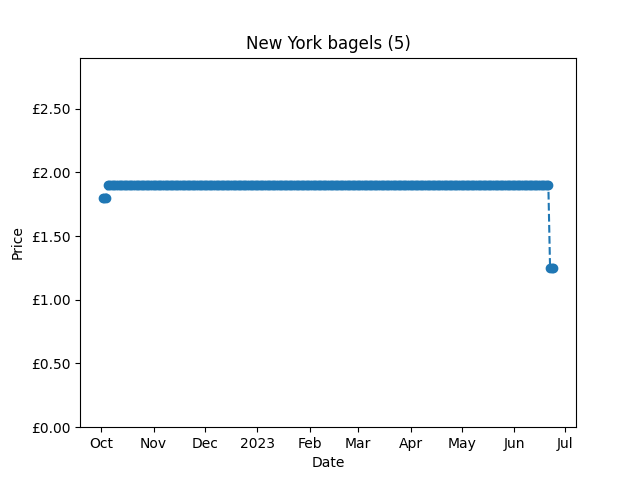 New York bagels (5)
£2.50
£2.00
£1.50
£1.00
£0.50
£0.00
Price
Oct Nov Dec 2023 Feb Mar Apr May Jun Jul
Date